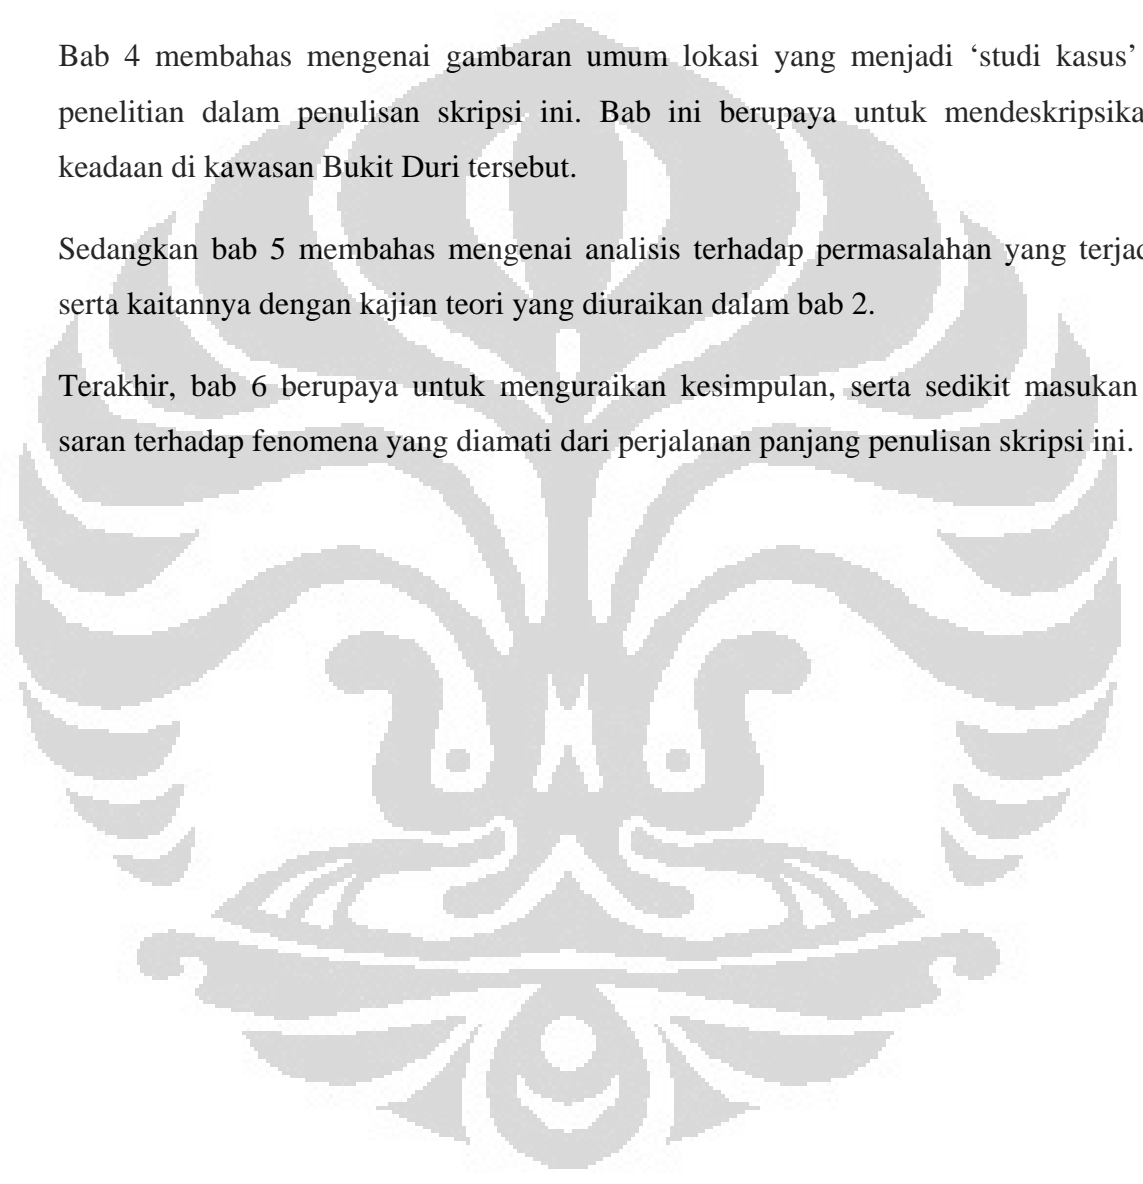 Bab 4 membahas mengenai gambaran umum lokasi yang menjadi ‘studi kasus’
penelitian dalam penulisan skripsi ini. Bab ini berupaya untuk mendeskripsika
keadaan di kawasan Bukit Duri tersebut.
Sedangkan bab 5 membahas mengenai analisis terhadap permasalahan yang terjad
serta kaitannya dengan kajian teori yang diuraikan dalam bab 2.
Terakhir, bab 6 berupaya untuk menguraikan kesimpulan, serta sedikit masukan
saran terhadap fenomena yang diamati dari perjalanan panjang penulisan skripsi ini.